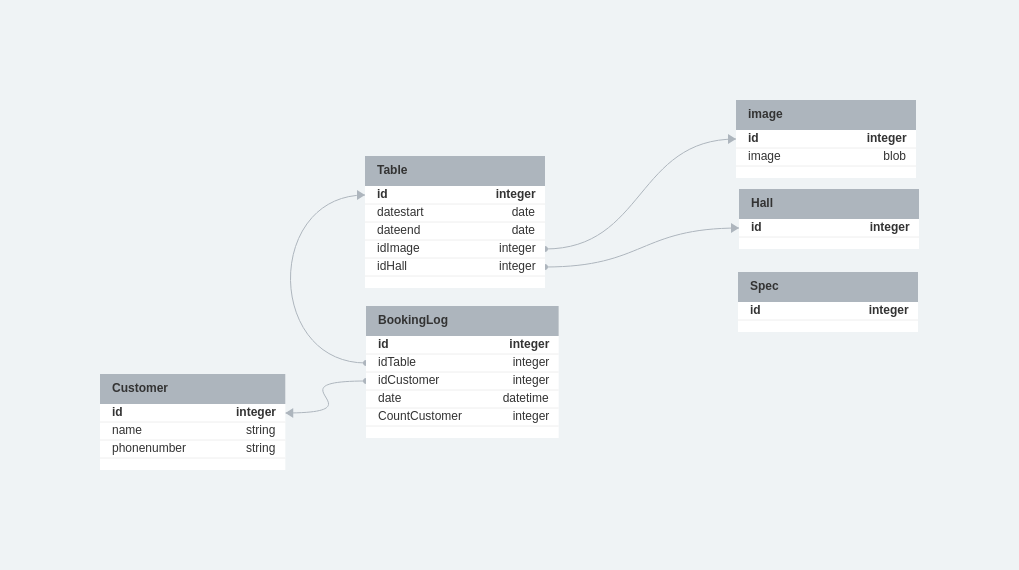 image
id integer
image blob
Table
id integer
datestart date
dateend date
idImage integer
idHall integer
Hall
id integer
Spec
id integer
BookingLog
id integer
idTable integer
idCustomer integer
date datetime
CountCustomer integer
Customer
id integer
name string
phonenumber string